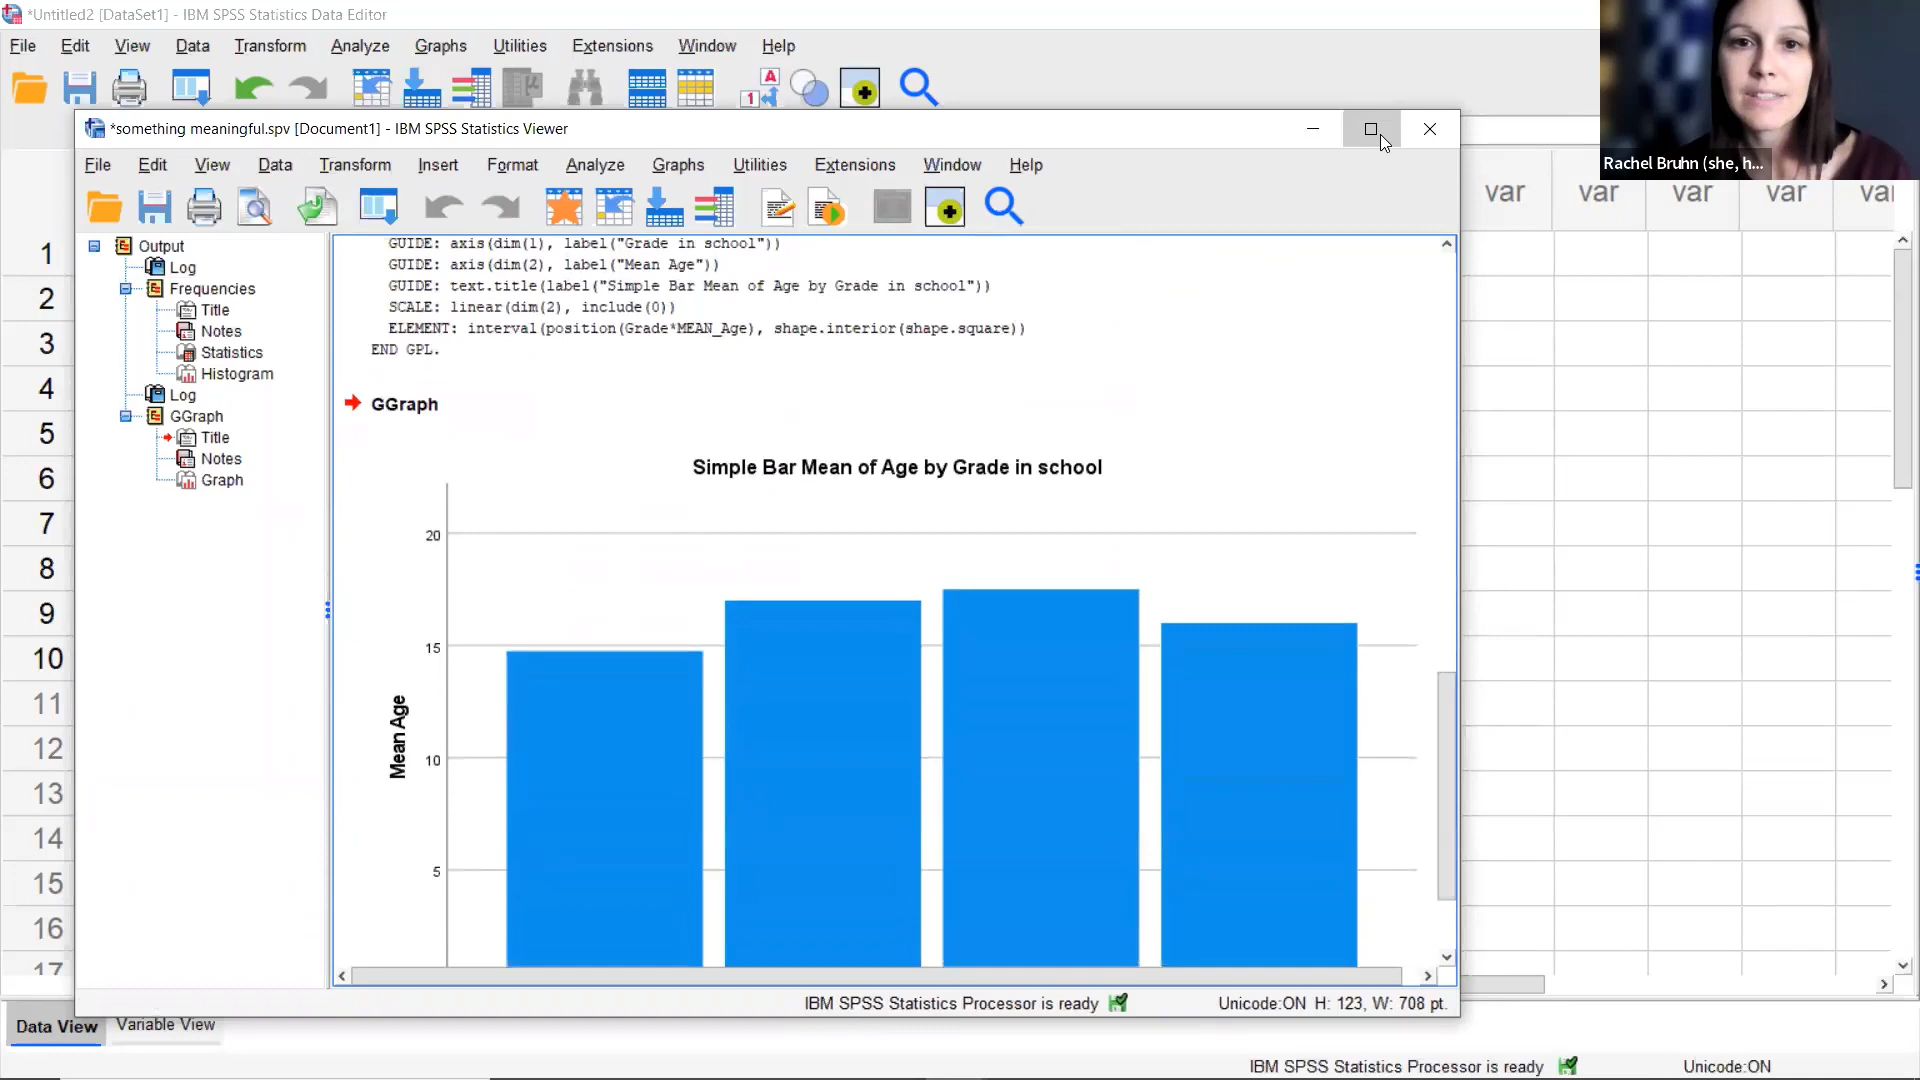 *Untitled2 [DataSet1] - IBM SPSS Statistics Data Editor
File Edit View Data Transform Analyze Graphs Utilities Extensions Window Help
A
1
*something meaningful.spv [Document1] - IBM SPSS Statistics Viewer
Rachel Bruhn (she, h...
File Edit View Data Transform Insert Format Analyze Graphs Utilities Extensions Window Help
var var var var var
Output
Log
Frequencies
Title
Notes
Statistics
Histogram
Log
GGraph
Title
Notes
Graph
GUIDE: axis(dim(1), label("Grade in school"))
GUIDE: axis(dim(2), label("Mean Age"))
GUIDE: text.title(label("Simple Bar Mean of Age by Grade in school"))
SCALE: linear(dim(2), include(0))
ELEMENT: interval(position(Grade*MEAN_Age), shape.interior(shape.square))
END GPL.
GGraph
Simple Bar Mean of Age by Grade in school
20
15
10
5
Mean Age
1
2
3
4
5
6
7
8
9
10
11
12
13
14
15
16
17
IBM SPSS Statistics Processor is ready Unicode:ON H: 123, W: 708 pt.
Data View Variable View
IBM SPSS Statistics Processor is ready Unicode:ON